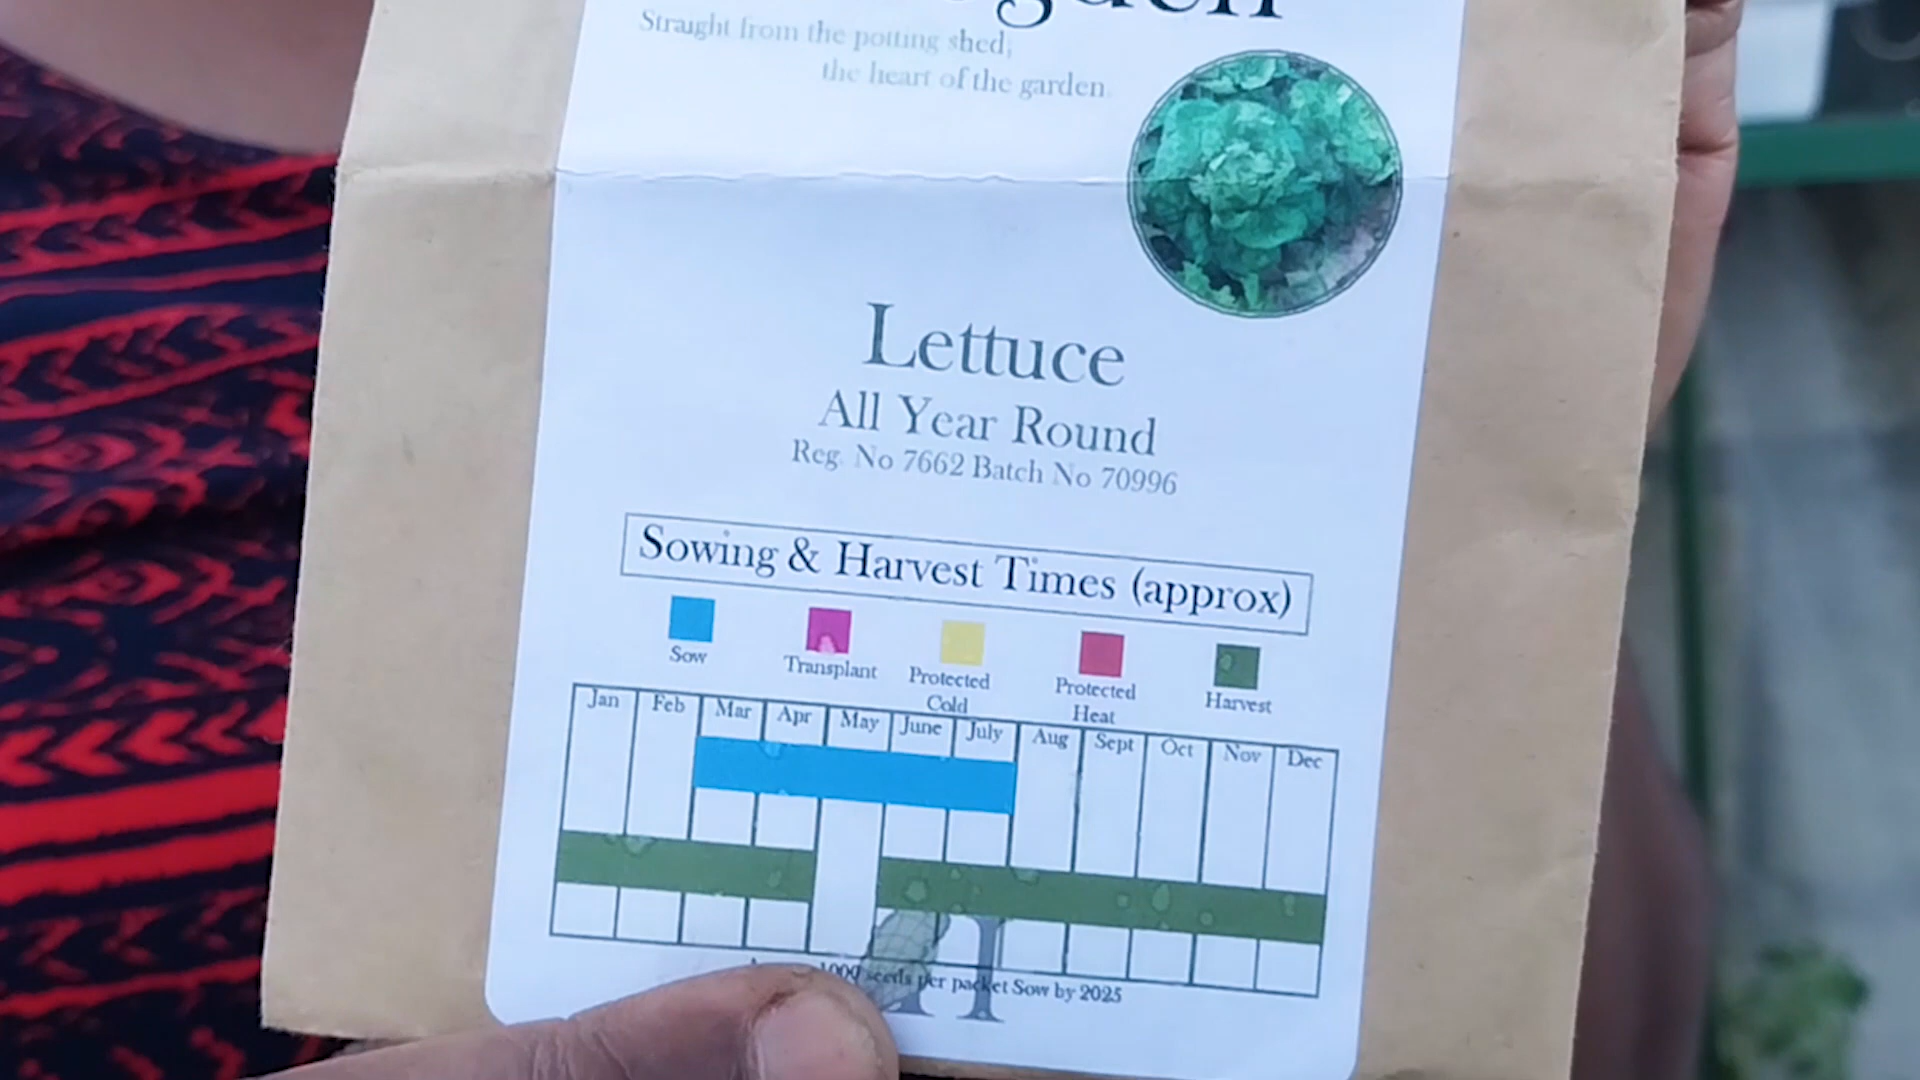 Straight from the potting shed,
the heart of the garden.
Lettuce
All Year Round
Reg. No 7662 Batch No 70996
Sowing & Harvest Times (approx)
Sow Transplant Protected Cold Protected Heat Harvest
Jan Feb Mar Apr May June July Aug Sept Oct Nov Dec
1000 seeds per packet Sow by 2025